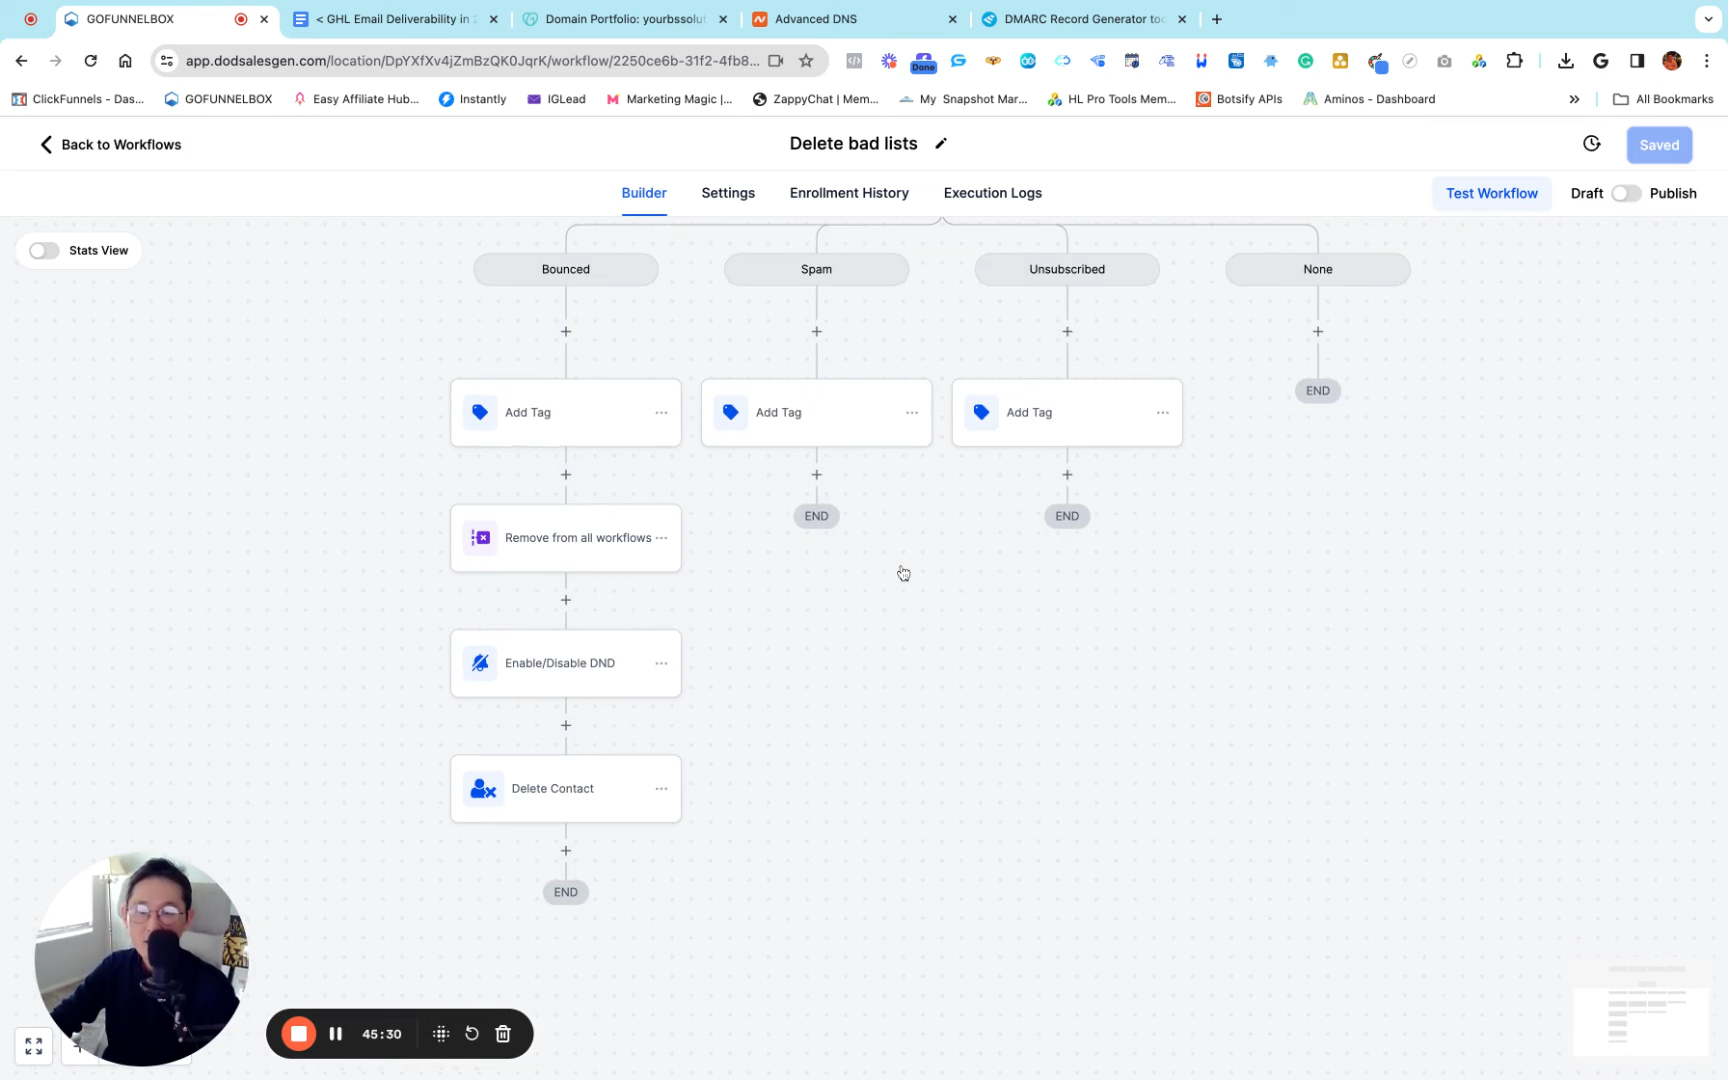 GOFUNNELBOX
< GHL Email Deliverability in 2
Domain Portfolio: yourbssolut
Advanced DNS
DMARC Record Generator too
app.dodsalesgen.com/location/DpYXfXv4jZmBzQK0JqrK/workflow/2250ce6b-31f2-4fb8...
Done
ClickFunnels - Das...
GOFUNNELBOX
Easy Affiliate Hub...
Instantly
IGLead
Marketing Magic |...
ZappyChat | Mem...
My Snapshot Mar...
HL Pro Tools Mem...
Botsify APIs
Aminos - Dashboard
»
All Bookmarks
Back to Workflows
Delete bad lists
Saved
Builder
Settings
Enrollment History
Execution Logs
Test Workflow
Draft
Publish
Stats View
Bounced
Spam
Unsubscribed
None
Add Tag
Add Tag
Add Tag
END
END
END
Remove from all workflows
Enable/Disable DND
Delete Contact
END
45:30